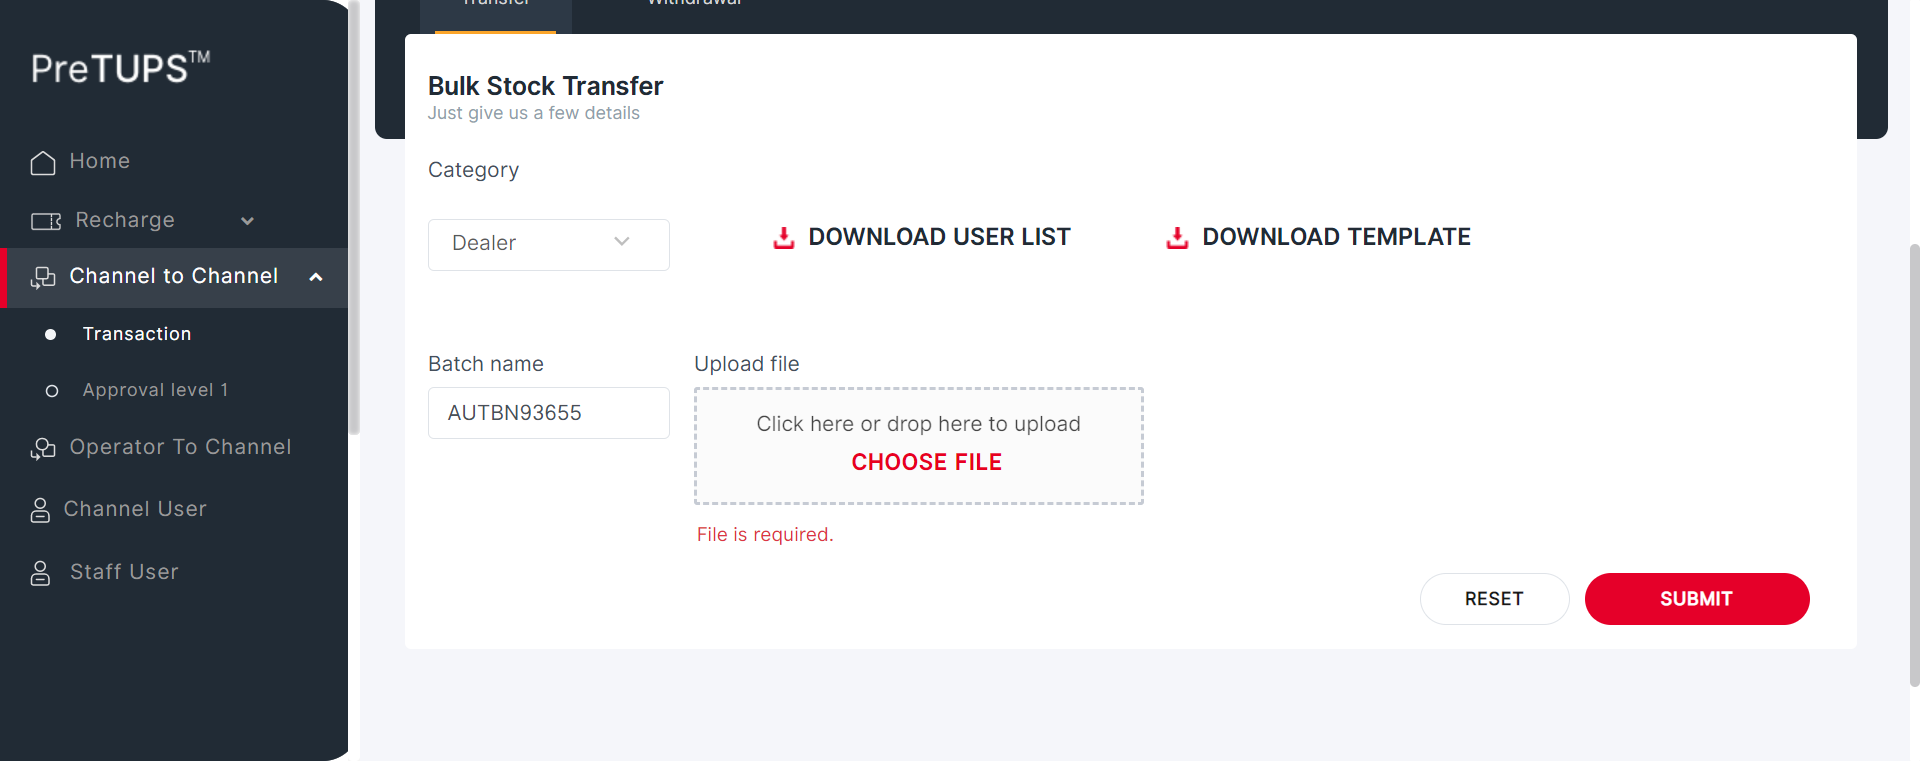 Transfer
Withdrawal
PreTUPS™
Home
Recharge
Channel to Channel
Transaction
Approval level 1
Operator To Channel
Channel User
Staff User
Bulk Stock Transfer
Just give us a few details
Category
Dealer
DOWNLOAD USER LIST
DOWNLOAD TEMPLATE
Batch name
Upload file
AUTBN93655
Click here or drop here to upload
CHOOSE FILE
File is required.
RESET
SUBMIT